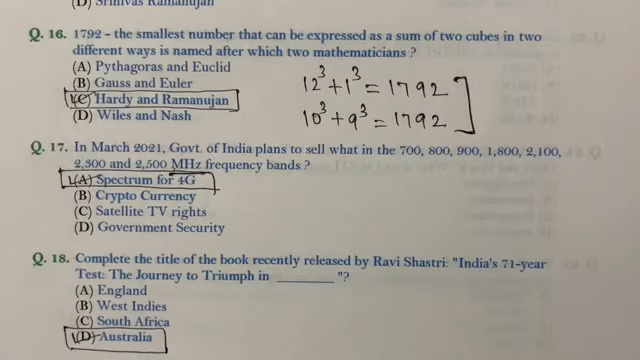 (D) Srinivas Ramanujan
Q. 16. 1792 – the smallest number that can be expressed as a sum of two cubes in two
different ways is named after which two mathematicians ?
(A) Pythagoras and Euclid
(B) Gauss and Euler
(C) Hardy and Ramanujan
(D) Wiles and Nash
12³ + 1³ = 1792
10³ + 9³ = 1792
Q. 17. In March 2021, Govt. of India plans to sell what in the 700, 800, 900, 1,800, 2,100,
2,300 and 2,500 MHz frequency bands ?
(A) Spectrum for 4G
(B) Crypto Currency
(C) Satellite TV rights
(D) Government Security
Q. 18. Complete the title of the book recently released by Ravi Shastri: "India's 71-year
Test: The Journey to Triumph in ________ "?
(A) England
(B) West Indies
(C) South Africa
(D) Australia